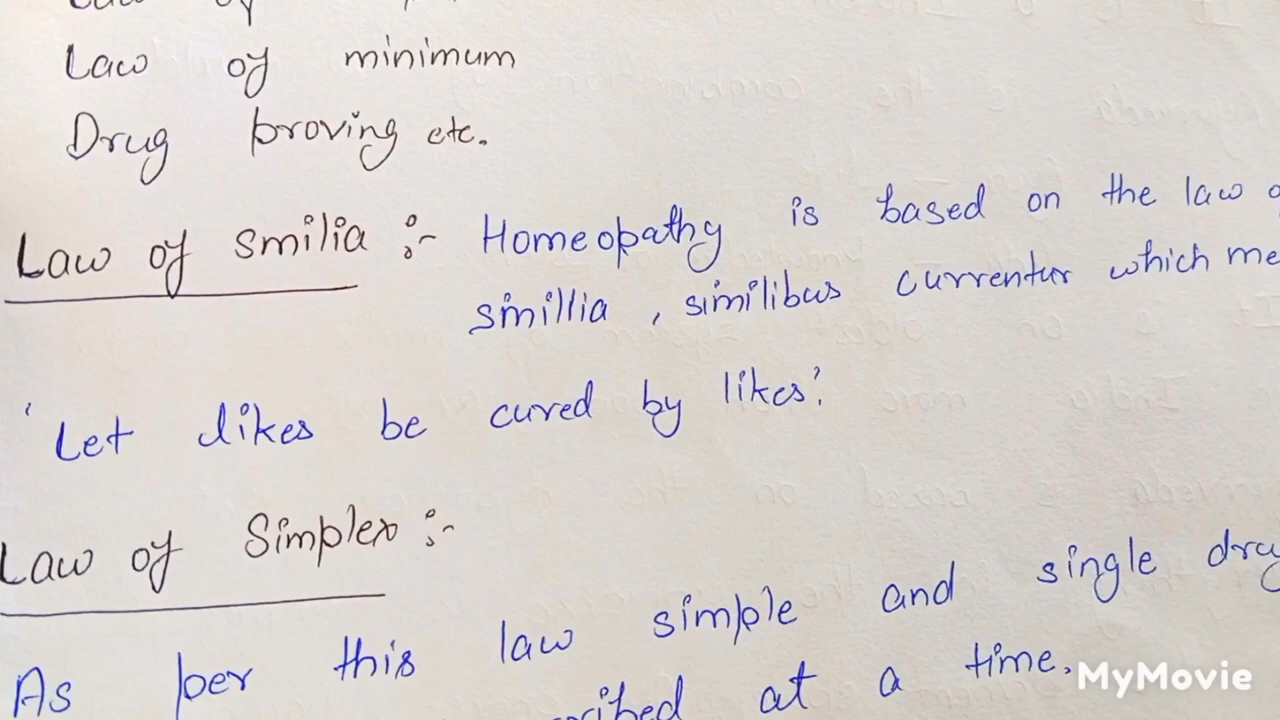 Law of
Law of minimum
Drug proving etc.
Law of smilia :- Homeopathy is based on the law
smillia , similibus currentur which
'Let likes be cured by likes'.
Law of Simplex :-
As per this law simple and single
at a time.
MyMovie